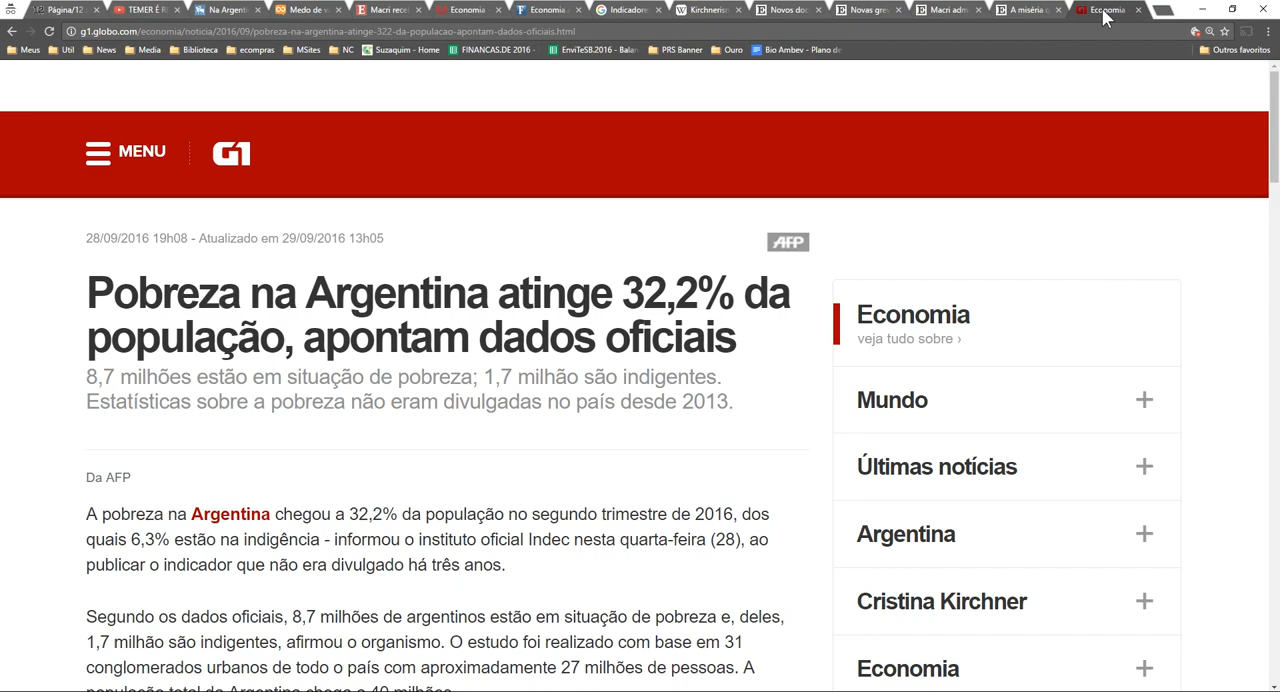 Página/12
TEMER É R
Na Argenti
Medo de v
Macri rece
Economia
Economia
Indicadore
Kirchneris
Novos do
Novas gre
Macri adm
A miséria
Economia
g1.globo.com/economia/noticia/2016/09/pobreza-na-argentina-atinge-322-da-populacao-apontam-dados-oficiais.html
Meus
Util
News
Media
Biblioteca
ecompras
MSites
NC
Suzaquim - Home
FINANCAS.DE 2016 -
EnviTeSB.2016 - Balan
PRS Banner
Ouro
Bio Ambev - Plano de
Outros favoritos
MENU
G1
28/09/2016 19h08 - Atualizado em 29/09/2016 13h05
AFP
Pobreza na Argentina atinge 32,2% da
população, apontam dados oficiais
8,7 milhões estão em situação de pobreza; 1,7 milhão são indigentes.
Estatísticas sobre a pobreza não eram divulgadas no país desde 2013.
Da AFP
A pobreza na Argentina chegou a 32,2% da população no segundo trimestre de 2016, dos
quais 6,3% estão na indigência - informou o instituto oficial Indec nesta quarta-feira (28), ao
publicar o indicador que não era divulgado há três anos.
Segundo os dados oficiais, 8,7 milhões de argentinos estão em situação de pobreza e, deles,
1,7 milhão são indigentes, afirmou o organismo. O estudo foi realizado com base em 31
conglomerados urbanos de todo o país com aproximadamente 27 milhões de pessoas. A
população total da Argentina chega a 40 milhões.
Economia
veja tudo sobre ›
Mundo
Últimas notícias
Argentina
Cristina Kirchner
Economia